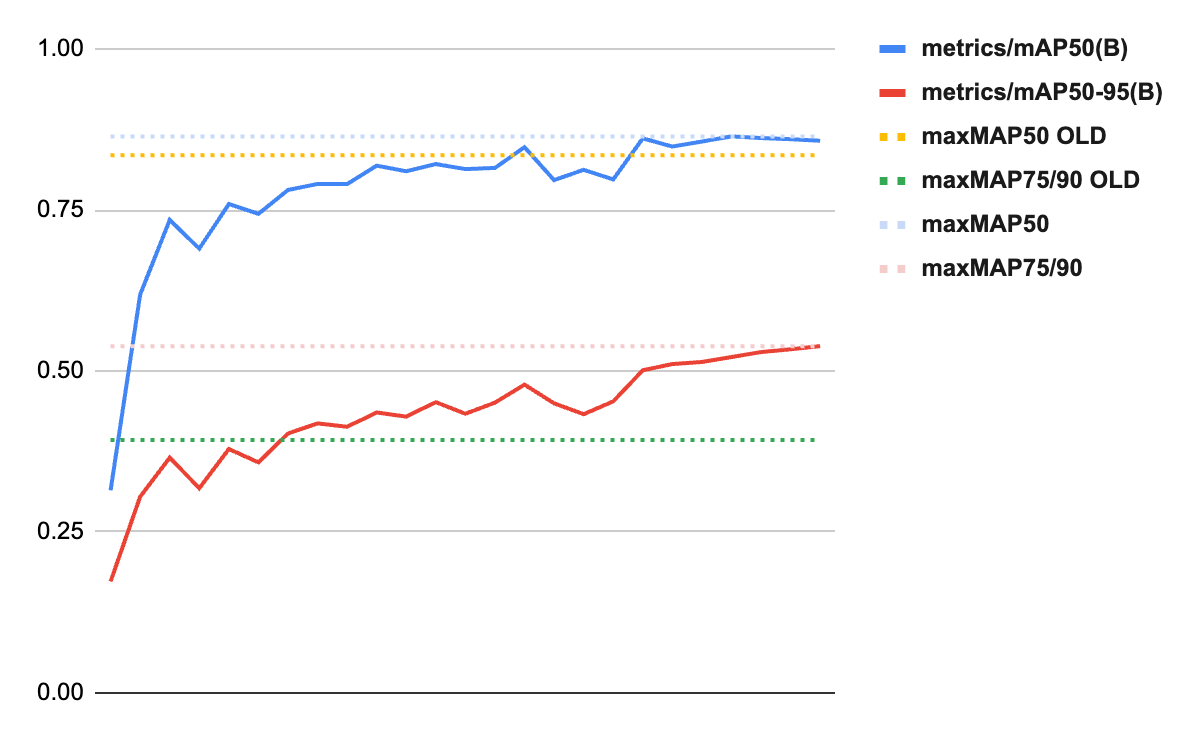 1.00
0.75
0.50
0.25
0.00
metrics/mAP50(B)
metrics/mAP50-95(B)
maxMAP50 OLD
maxMAP75/90 OLD
maxMAP50
maxMAP75/90